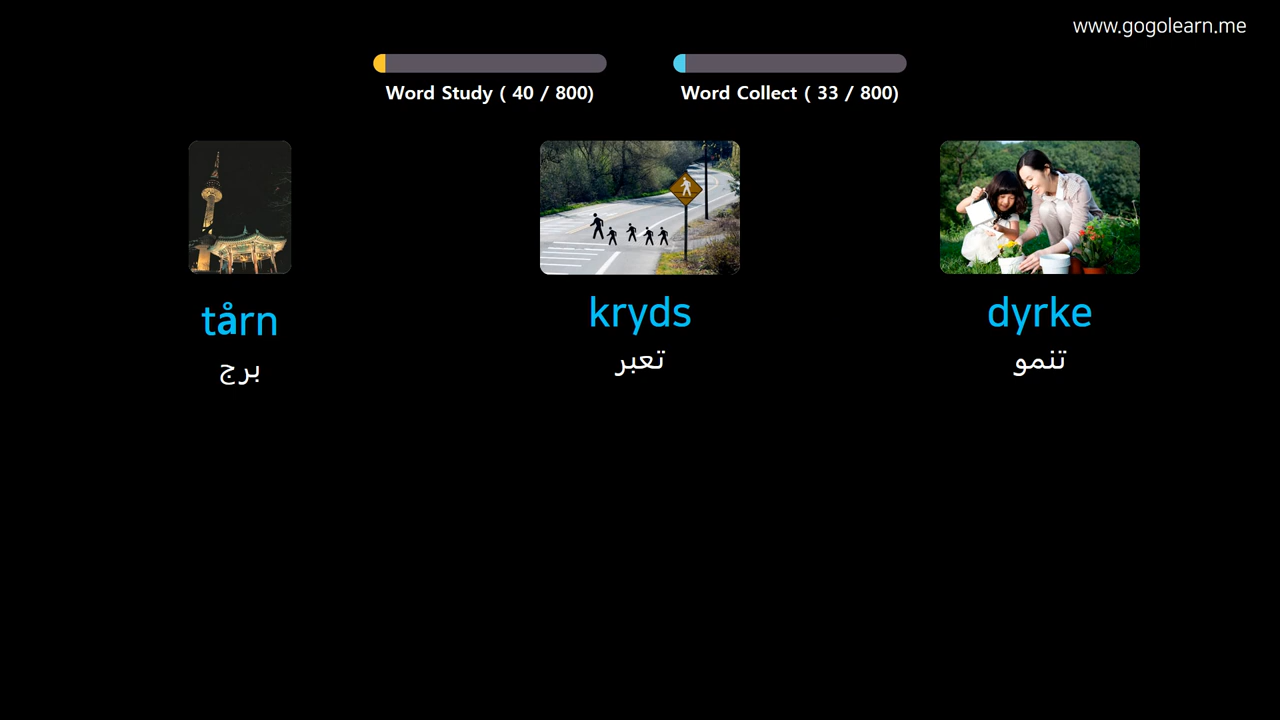 www.gogolearn.me
Word Study ( 40 / 800)
Word Collect ( 33 / 800)
tårn
برج
kryds
تعبر
dyrke
تنمو